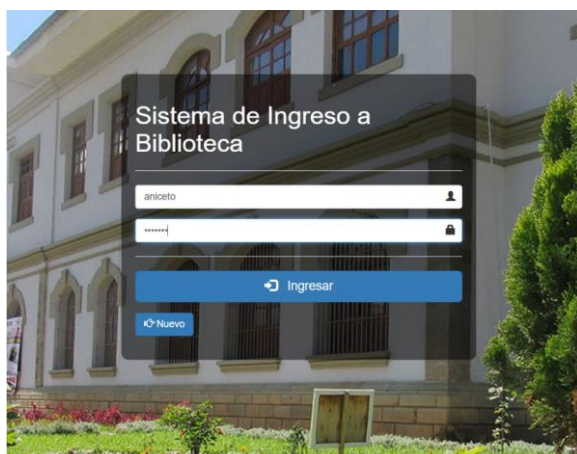 Sistema de Ingreso a
Biblioteca
aniceto
*******
Ingresar
Nuevo